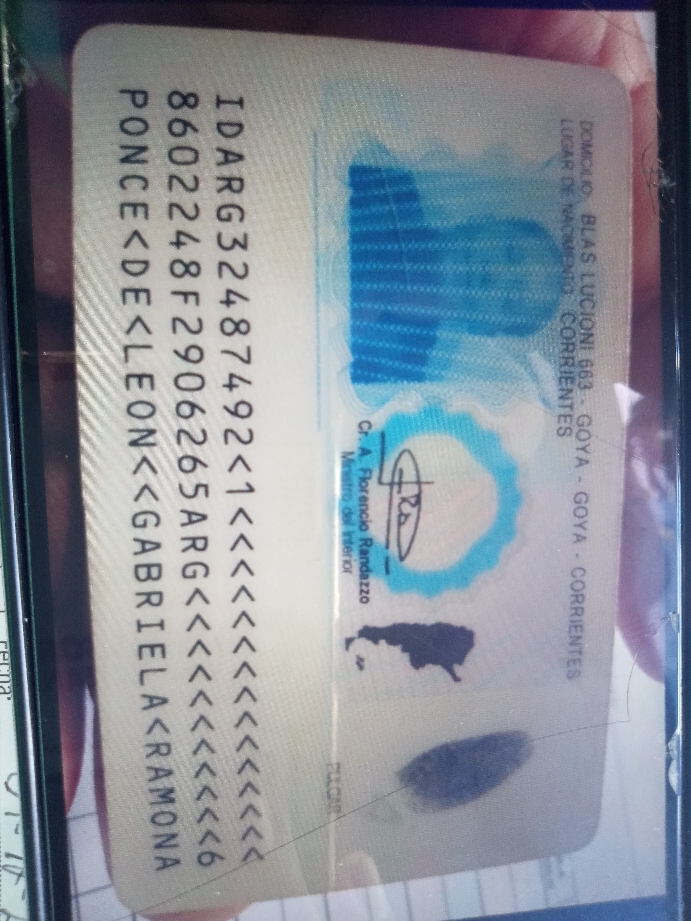 DOMICILIO: BLAS LUCIONI 663 - GOYA - GOYA - CORRIENTES
LUGAR DE NACIMIENTO: CORRIENTES
Cr. A. Florencio Randazzo
Ministro del Interior
PULGAR
IDARG32487492<1<<<<<<<<<<<<<<<
8602248F2906265ARG<<<<<<<<<<<6
PONCE<DE<LEON<<GABRIELA<RAMONA
Fecha: